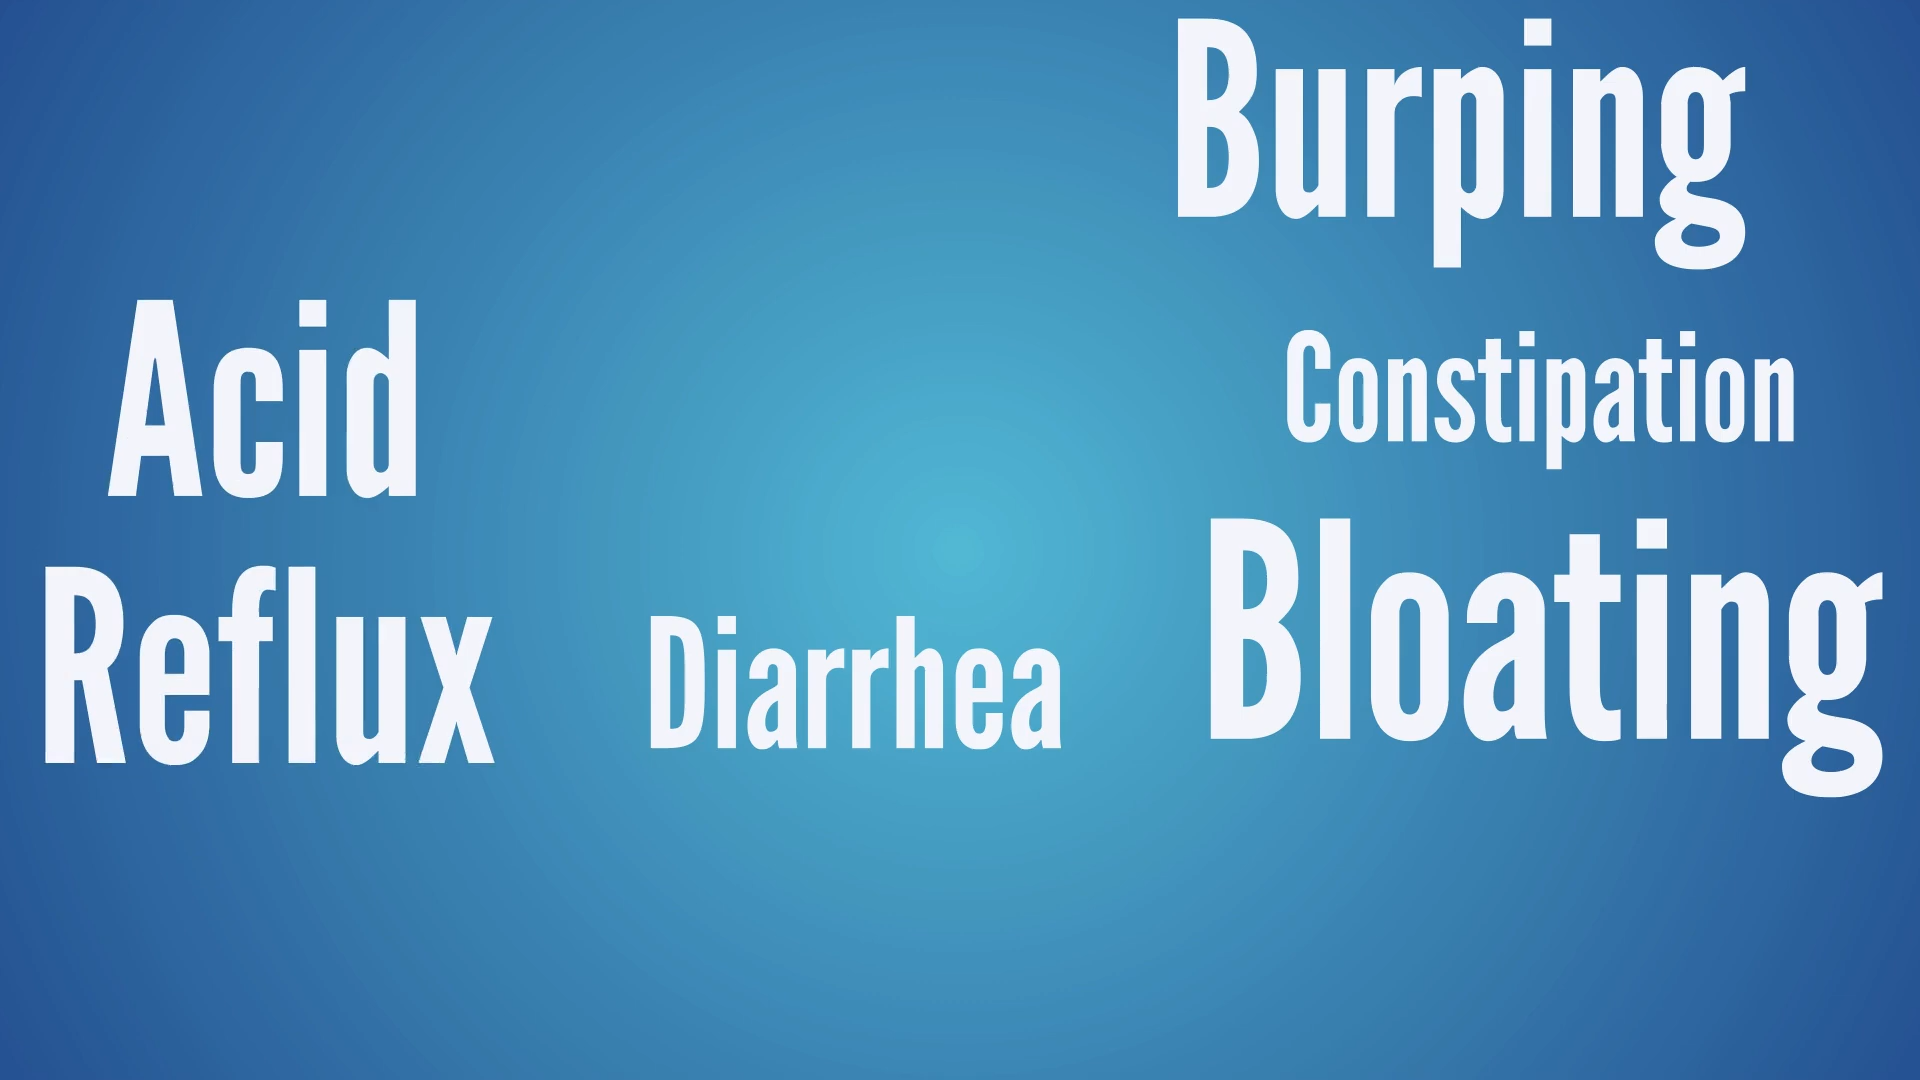 Burping
Acid
Reflux
Constipation
Diarrhea
Bloating